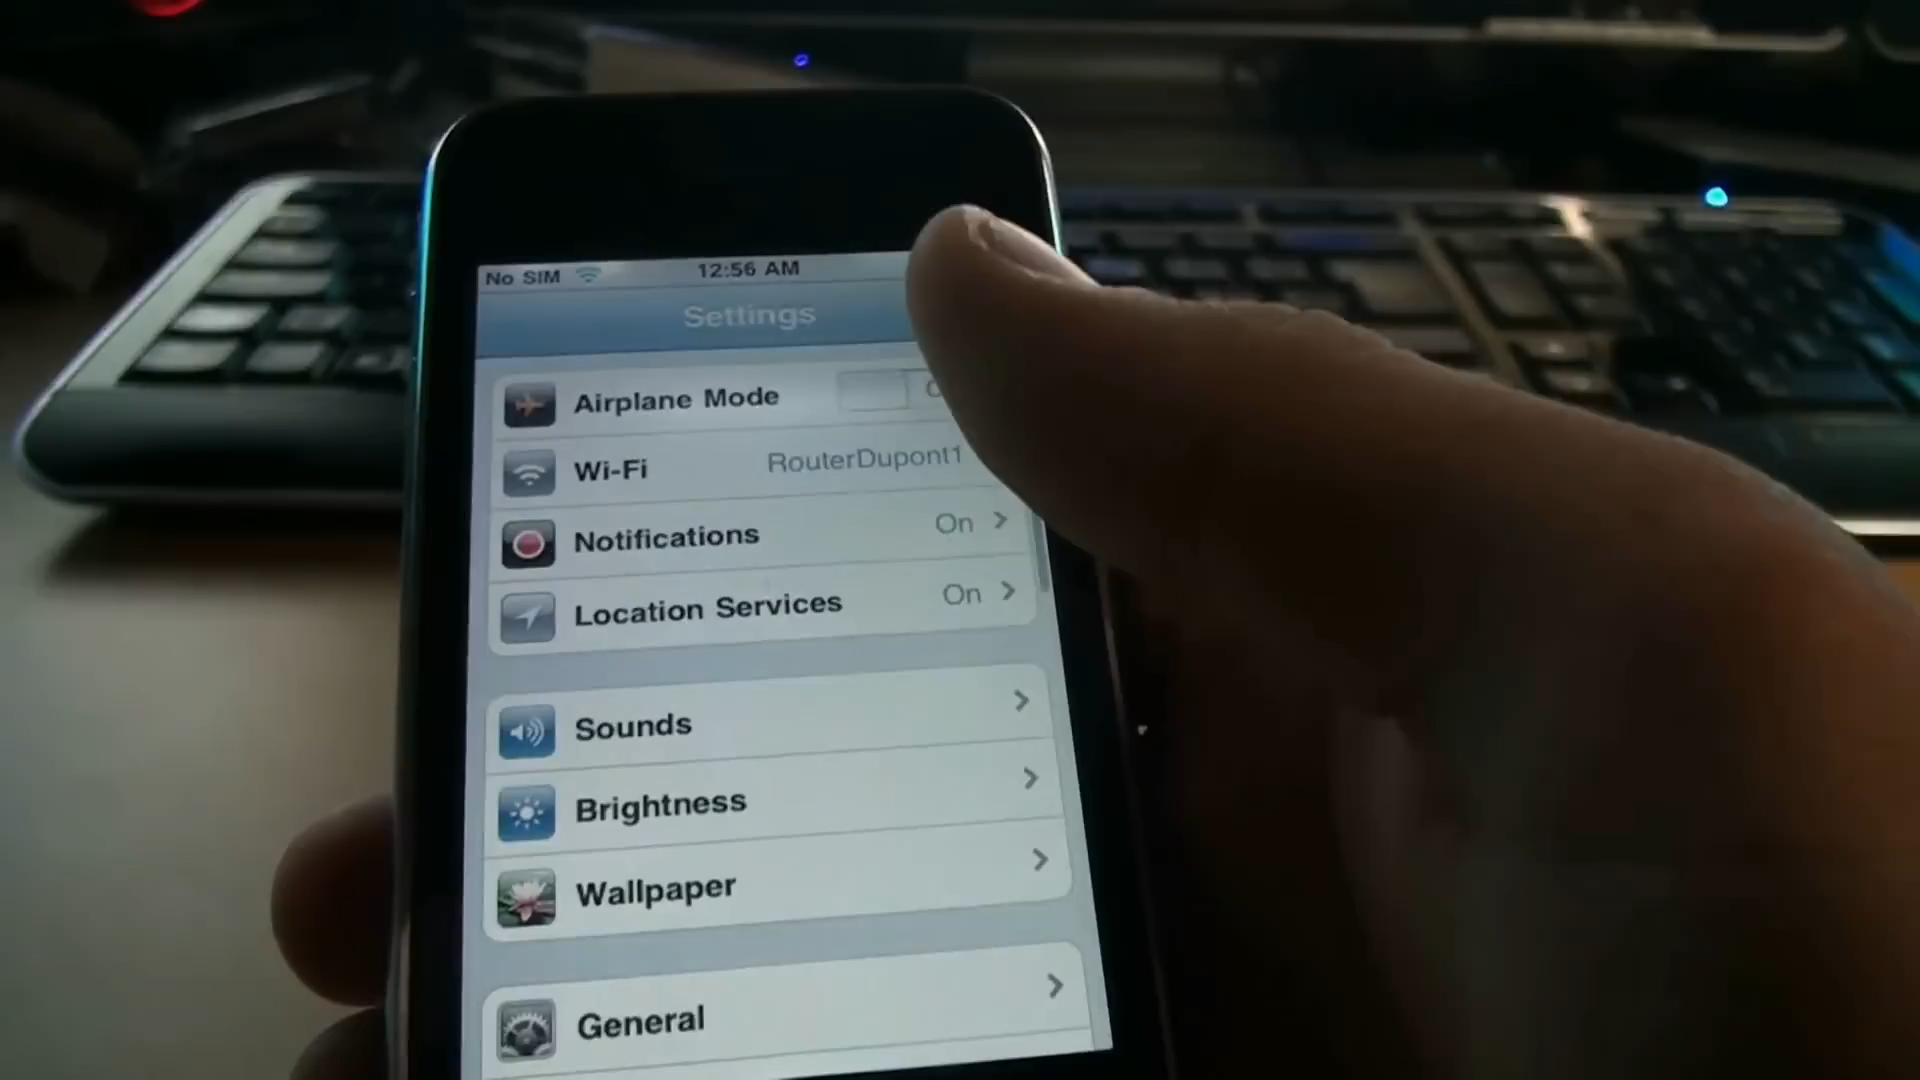 No SIM 12:56 AM
Settings
Airplane Mode
Wi-Fi RouterDupont1
Notifications On
Location Services On
Sounds
Brightness
Wallpaper
General